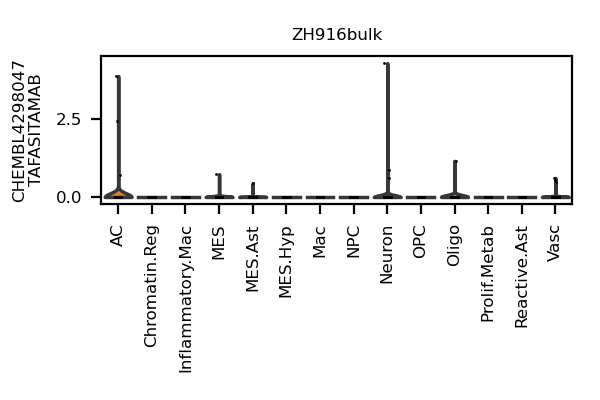 ZH916bulk
CHEMBL4298047
TAFASITAMAB
2.5
0.0
AC
Chromatin.Reg
Inflammatory.Mac
MES
MES.Ast
MES.Hyp
Mac
NPC
Neuron
OPC
Oligo
Prolif.Metab
Reactive.Ast
Vasc